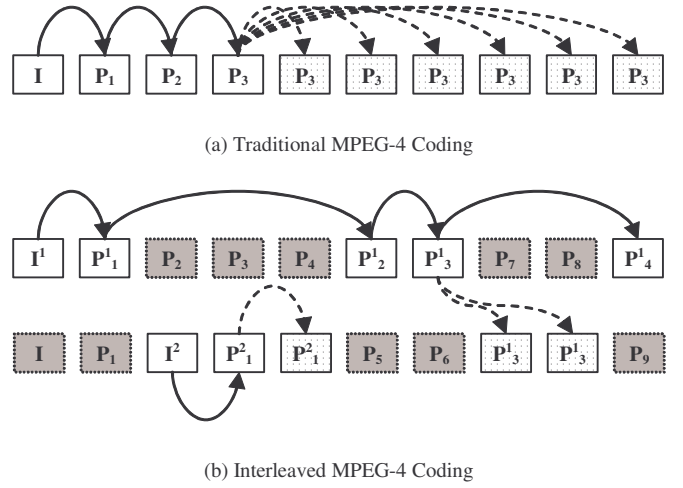 I P₁ P₂ P₃ P₃ P₃ P₃ P₃ P₃ P₃
(a) Traditional MPEG-4 Coding
I¹ P¹₁ P₂ P₃ P₄ P¹₂ P¹₃ P₇ P₈ P¹₄
I P₁ I² P²₁ P²₁ P₅ P₆ P¹₃ P¹₃ P₉
(b) Interleaved MPEG-4 Coding